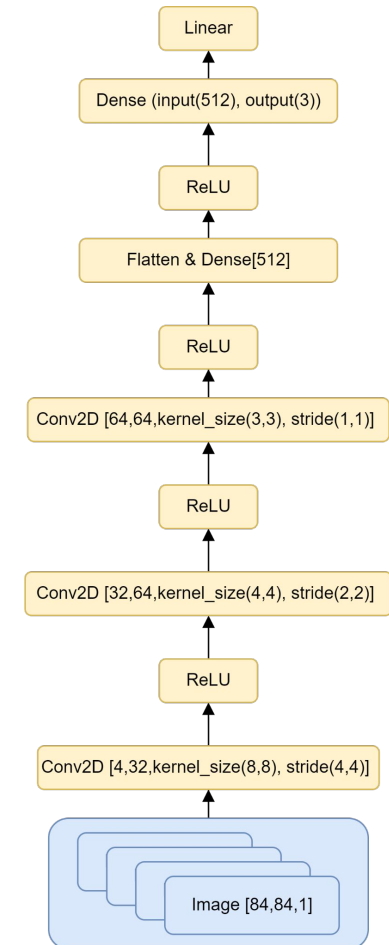 Linear
Dense (input(512), output(3))
ReLU
Flatten & Dense[512]
ReLU
Conv2D [64,64,kernel_size(3,3), stride(1,1)]
ReLU
Conv2D [32,64,kernel_size(4,4), stride(2,2)]
ReLU
Conv2D [4,32,kernel_size(8,8), stride(4,4)]
Image [84,84,1]